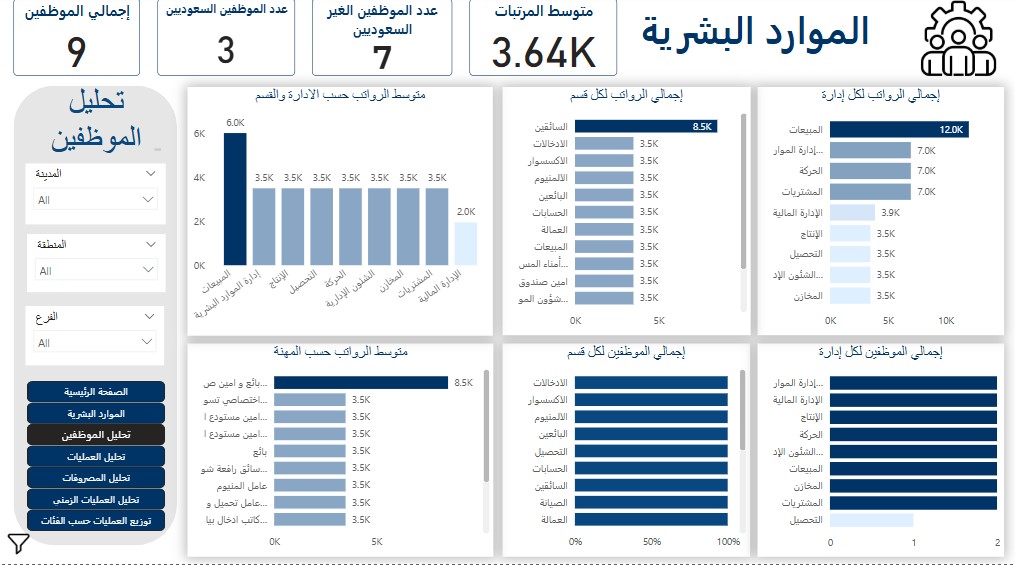 الموارد البشرية
متوسط المرتبات
3.64K
عدد الموظفين الغير
السعوديين
7
عدد الموظفين السعوديين
3
إجمالي الموظفين
9
تحليل
الموظفين
المدينة
All
المنطقة
All
الفرع
All
الصفحة الرئيسية
الموارد البشرية
تحليل الموظفين
تحليل العمليات
تحليل المصروفات
تحليل العمليات الزمني
توزيع العمليات حسب الفئات
إجمالي الرواتب لكل إدارة
المبيعات 12.0K
إدارة الموار... 7.0K
الحركة 7.0K
المشتريات 7.0K
الإدارة المالية 3.9K
الإنتاج 3.5K
التحصيل 3.5K
الشئون الإد... 3.5K
المخازن 3.5K
0K 5K 10K
إجمالي الرواتب لكل قسم
السائقين 8.5K
الادخالات 3.5K
الاكسسوار 3.5K
الالمنيوم 3.5K
البائعين 3.5K
الحسابات 3.5K
العمالة 3.5K
المبيعات 3.5K
أمناء المس... 3.5K
امين صندوق 3.5K
شؤون المو... 3.5K
0K 5K
متوسط الرواتب حسب الادارة والقسم
6K
4K
2K
0K
6.0K 3.5K 3.5K 3.5K 3.5K 3.5K 3.5K 3.5K 2.0K
المبيعات
إدارة الموارد البشرية
الإنتاج
التحصيل
الحركة
الشئون الإدارية
المخازن
المشتريات
الإدارة المالية
إجمالي الموظفين لكل إدارة
إدارة الموار...
الإدارة المالية
الإنتاج
الحركة
الشئون الإد...
المبيعات
المخازن
المشتريات
التحصيل
0 1 2
إجمالي الموظفين لكل قسم
الادخالات
الاكسسوار
الالمنيوم
البائعين
التحصيل
الحسابات
السائقين
الصيانة
العمالة
0% 50% 100%
متوسط الرواتب حسب المهنة
بائع و امين ص... 8.5K
اختصاصي تسو... 3.5K
امين مستودع ا... 3.5K
امين مستودع ا... 3.5K
بائع 3.5K
سائق رافعة شو... 3.5K
عامل المنيوم 3.5K
عامل تحميل و... 3.5K
كاتب ادخال بيا... 3.5K
0K 5K